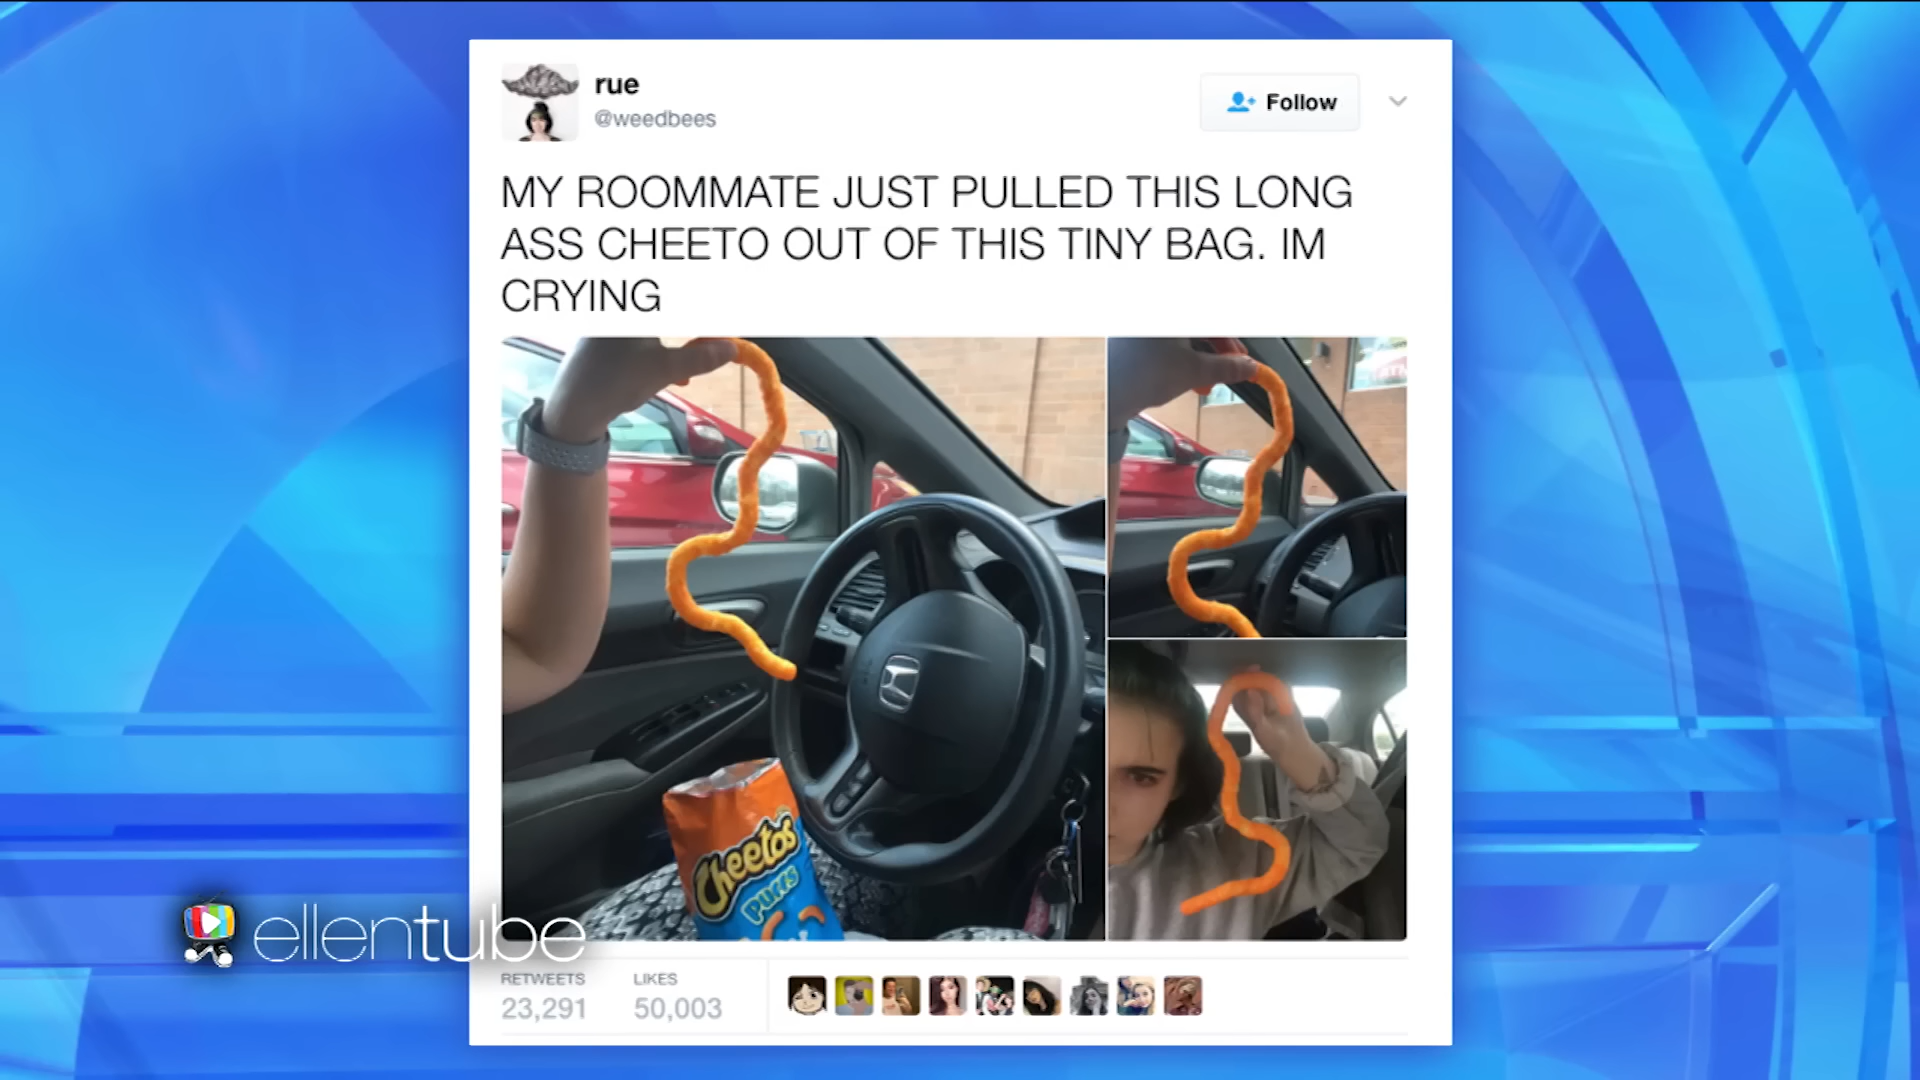 rue
@weedbees
Follow
MY ROOMMATE JUST PULLED THIS LONG
ASS CHEETO OUT OF THIS TINY BAG. IM
CRYING
Cheetos
PUFFS
ellentube
RETWEETS
LIKES
23,291
50,003